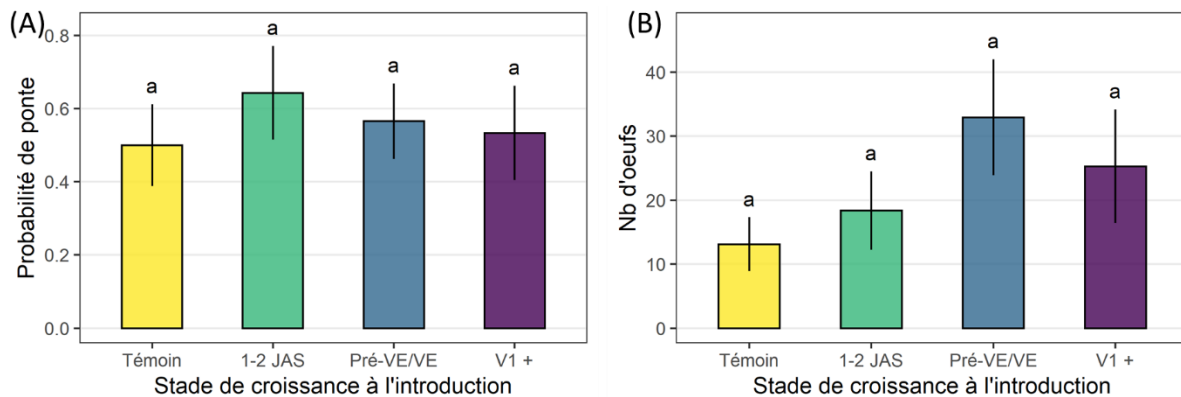 (A)
Probabilité de ponte
0.8
0.6
0.4
0.2
0.0
a
a
a
a
Témoin
1-2 JAS
Pré-VE/VE
V1 +
Stade de croissance à l'introduction
(B)
Nb d'oeufs
40
30
20
10
0
a
a
a
a
Témoin
1-2 JAS
Pré-VE/VE
V1 +
Stade de croissance à l'introduction